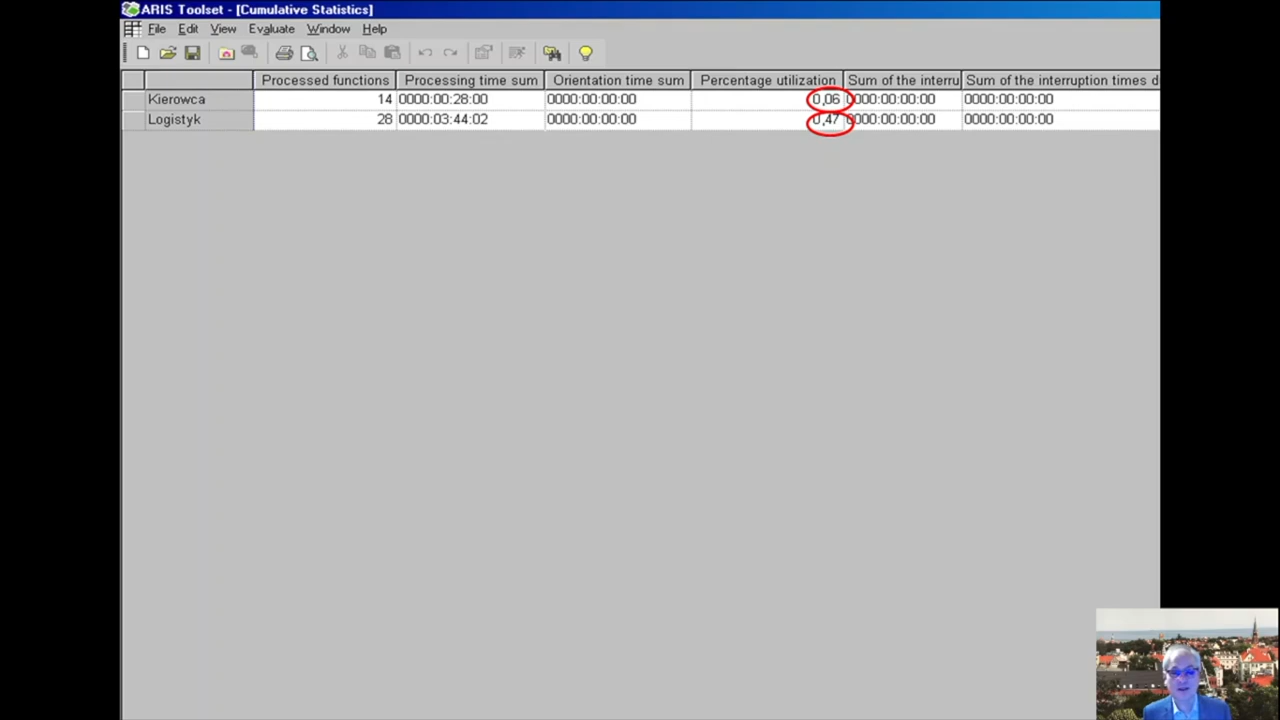 ARIS Toolset - [Cumulative Statistics]
File Edit View Evaluate Window Help
Processed functions Processing time sum Orientation time sum Percentage utilization Sum of the interru Sum of the interruption times d
Kierowca 14 0000:00:28:00 0000:00:00:00 0,06 0000:00:00:00 0000:00:00:00
Logistyk 28 0000:03:44:02 0000:00:00:00 0,47 0000:00:00:00 0000:00:00:00